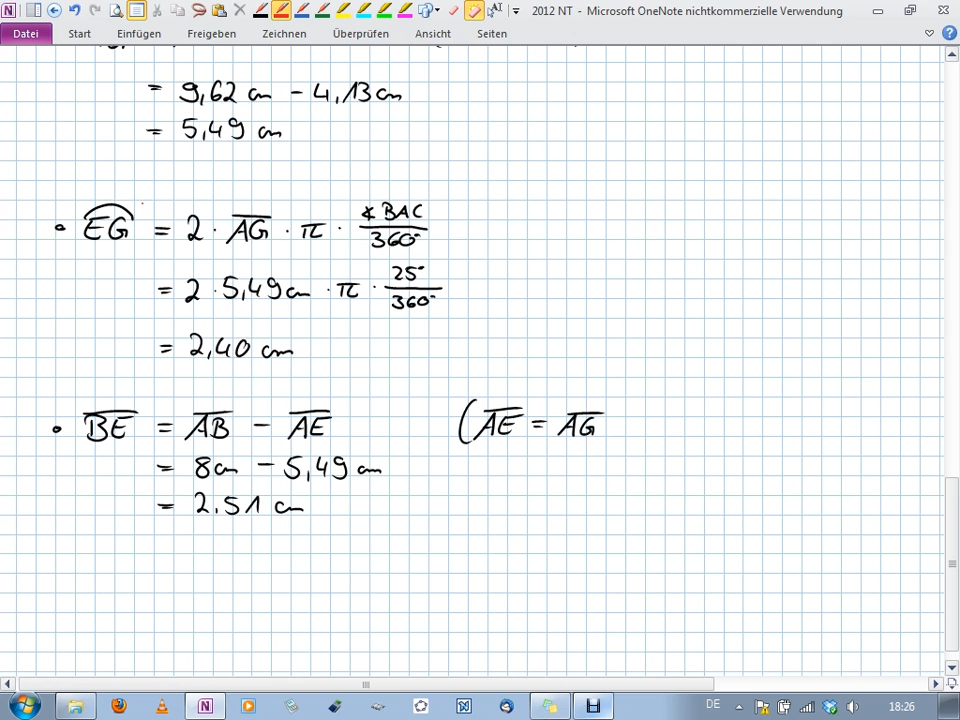 2012 NT - Microsoft OneNote nichtkommerzielle Verwendung
Datei Start Einfügen Freigeben Zeichnen Überprüfen Ansicht Seiten
= 9,62 cm - 4,13 cm
= 5,49 cm
• EG = 2 · AG · π · ∢BAC/360°
= 2 · 5,49 cm · π · 25°/360°
= 2,40 cm
• BE = AB - AE (AE = AG
= 8 cm - 5,49 cm
= 2.51 cm
DE 18:26